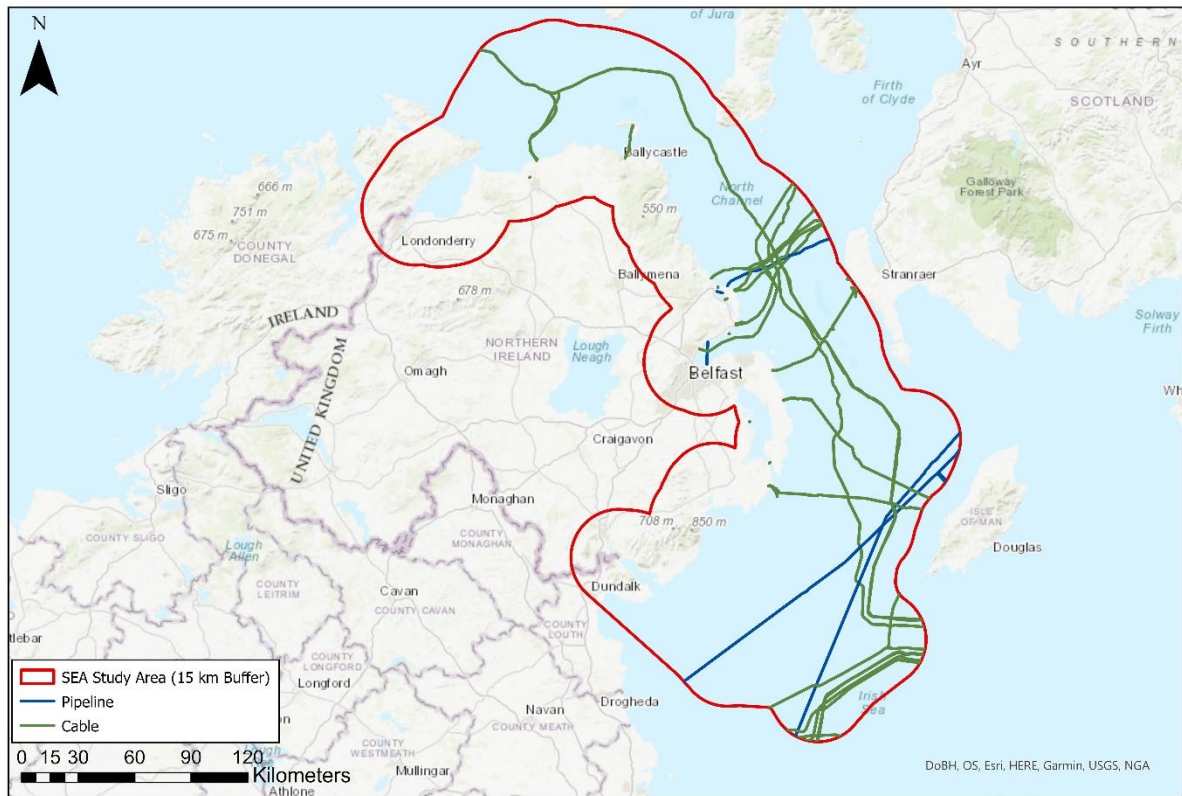 N
of Jura
SOUTHERN
Ayr
Firth
of Clyde
SCOTLAND
Ballycastle
666 m
751 m
675 m
COUNTY
DONEGAL
North
Channel
Galloway
Forest Park
550 m
Londonderry
Stranraer
Ballymena
678 m
Solway
Firth
IRELAND
UNITED KINGDOM
NORTHERN
IRELAND
Lough
Neagh
Omagh
Belfast
Wh
Craigavon
Sligo
Monaghan
708 m
850 m
ISLE
OF MAN
COUNTY
MONAGHAN
COUNTY SLIGO
Lough
Allen
Douglas
Dundalk
COUNTY
LEITRIM
Cavan
COUNTY CAVAN
COUNTY
LOUTH
tlebar
COUNTY
LONGFORD
Longford
SEA Study Area (15 km Buffer)
Pipeline
Cable
Drogheda
Irish
Sea
Navan
COUNTY MEATH
COUNTY
WESTMEATH
Mullingar
Athlone
0 15 30 60 90 120
Kilometers
DoBH, OS, Esri, HERE, Garmin, USGS, NGA